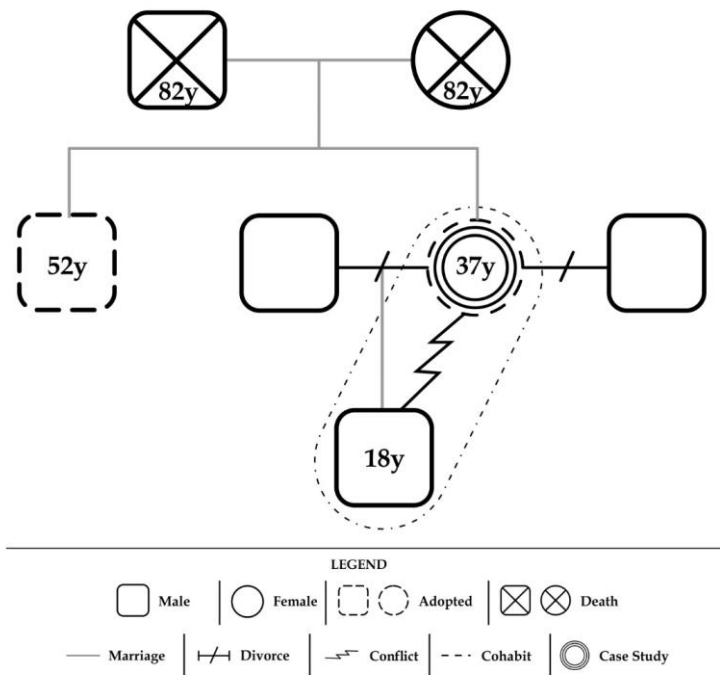 82y 82y
52y 37y
18y
LEGEND
Male Female Adopted Death
Marriage Divorce Conflict Cohabit Case Study